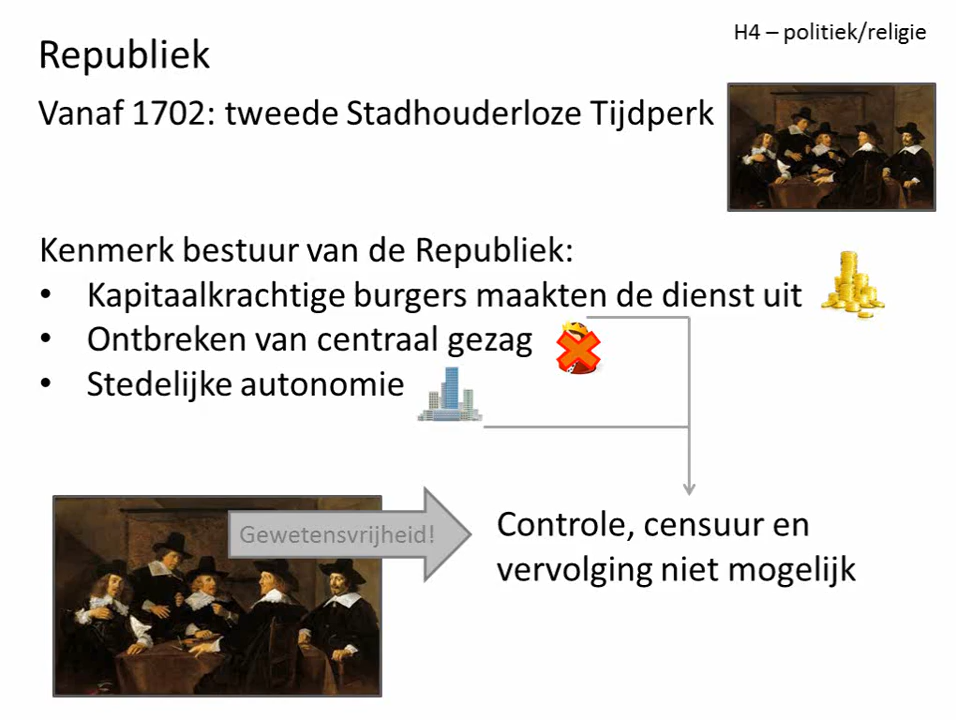 H4 – politiek/religie
Republiek
Vanaf 1702: tweede Stadhouderloze Tijdperk
Kenmerk bestuur van de Republiek:
• Kapitaalkrachtige burgers maakten de dienst uit
• Ontbreken van centraal gezag
• Stedelijke autonomie
Gewetensvrijheid!
Controle, censuur en
vervolging niet mogelijk